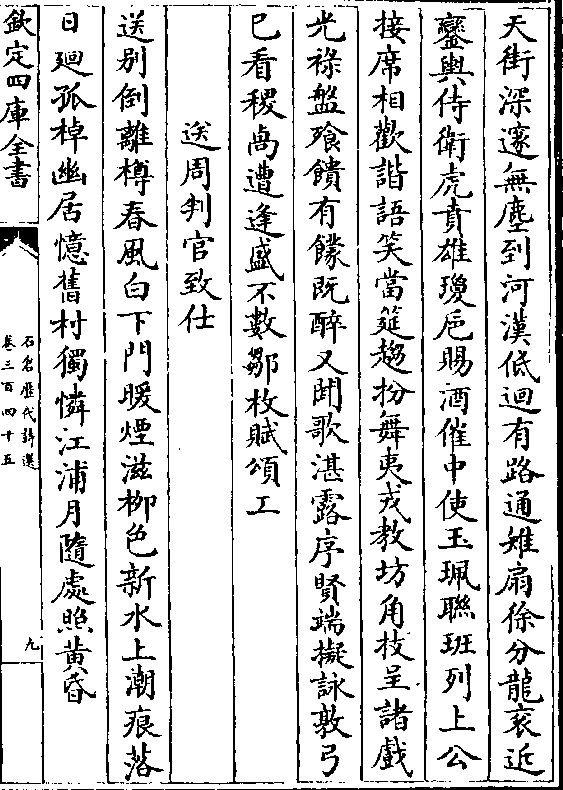 天街深邃無塵到河漢低迴有路通雉扇徐分龍衮近
鑾輿侍衛虎賁雄瓊卮賜酒催中使玉珮聯班列上公
接席相歡諧語笑當筵趨扮舞夷戎教坊角技呈諸戲
光祿盤飱饋有饛既醉又聞歌湛露序賢端擬詠敦弓
已看稷卨遭逢盛不數鄒枚賦頌工
送周判官致仕
送别倒離樽春風白下門暖煙滋柳色新水上潮痕落
日廻孤棹幽居憶舊村獨憐江浦月隨處照黄昏
欽定四庫全書
石倉歷代詩選
卷三百四十五
九